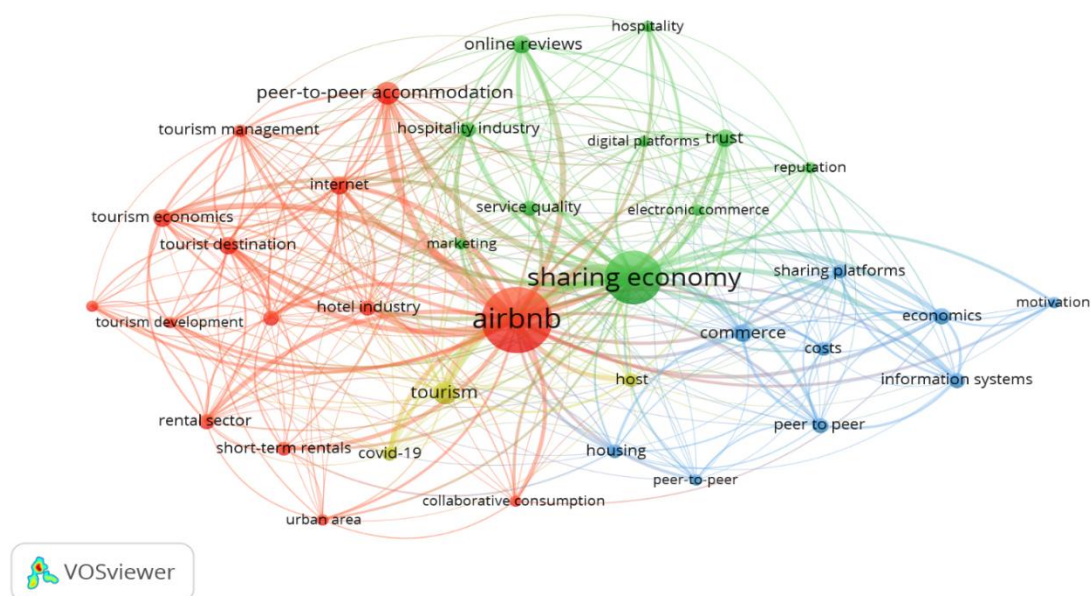 hospitality
online reviews
peer-to-peer accommodation
tourism management
hospitality industry
digital platforms
trust
reputation
internet
service quality
electronic commerce
tourism economics
tourist destination
marketing
sharing economy
sharing platforms
motivation
tourism development
hotel industry
airbnb
commerce
economics
costs
tourism
host
information systems
rental sector
peer to peer
short-term rentals
covid-19
housing
peer-to-peer
collaborative consumption
urban area
VOSviewer